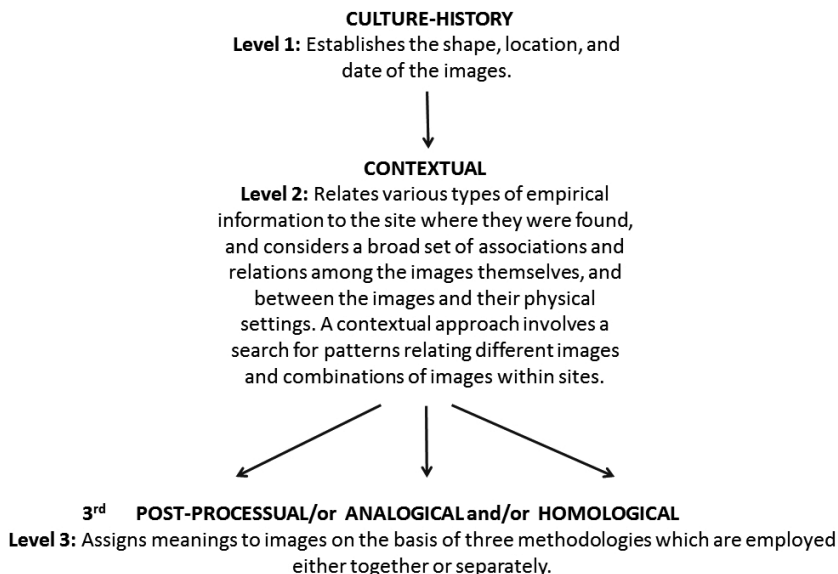 CULTURE-HISTORY
Level 1: Establishes the shape, location, and
date of the images.
CONTEXTUAL
Level 2: Relates various types of empirical
information to the site where they were found,
and considers a broad set of associations and
relations among the images themselves, and
between the images and their physical
settings. A contextual approach involves a
search for patterns relating different images
and combinations of images within sites.
3rd POST-PROCESSUAL/or ANALOGICAL and/or HOMOLOGICAL
Level 3: Assigns meanings to images on the basis of three methodologies which are employed
either together or separately.